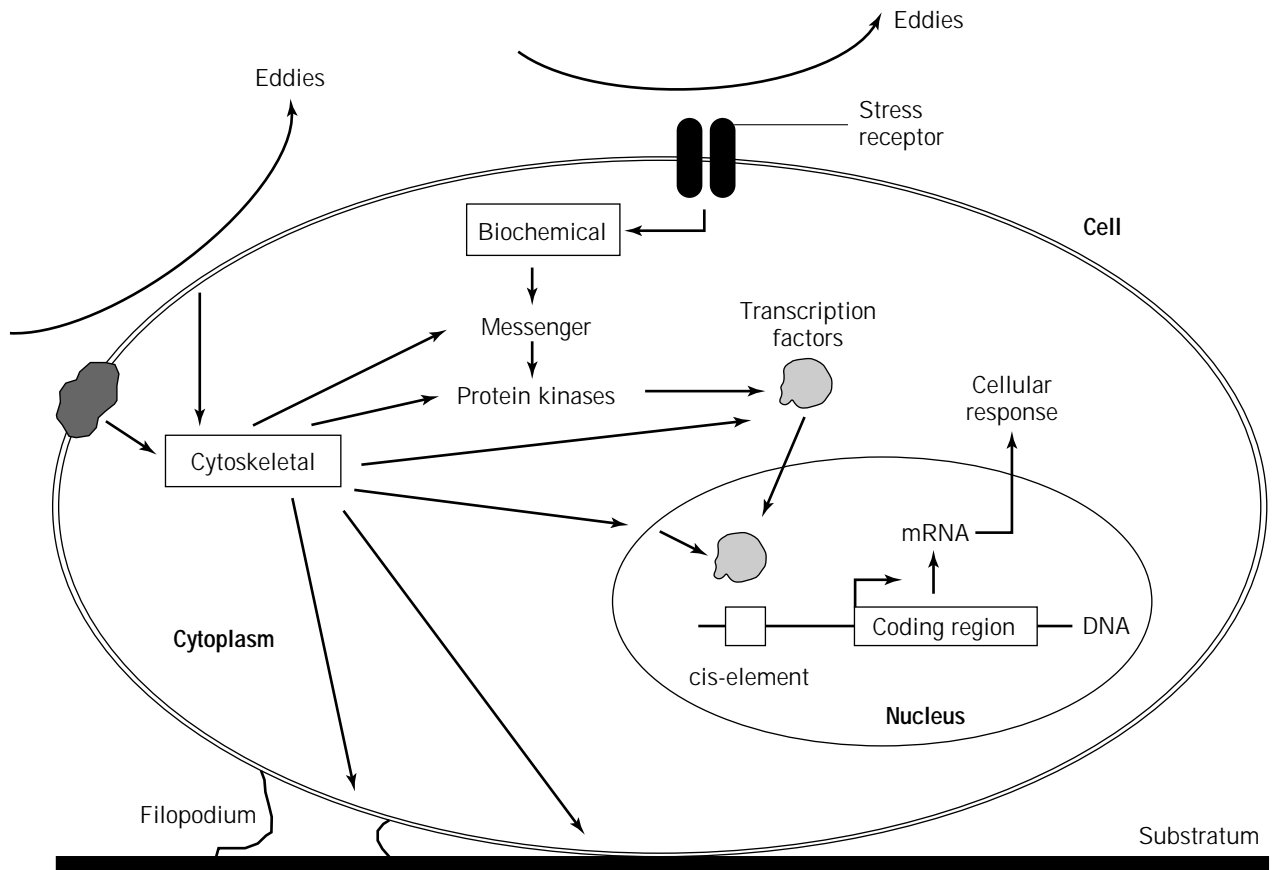 Eddies
Eddies
Stress
receptor
Cell
Biochemical
Transcription
factors
Messenger
Protein kinases
Cellular
response
Cytoskeletal
mRNA
Coding region
DNA
cis-element
Cytoplasm
Nucleus
Filopodium
Substratum